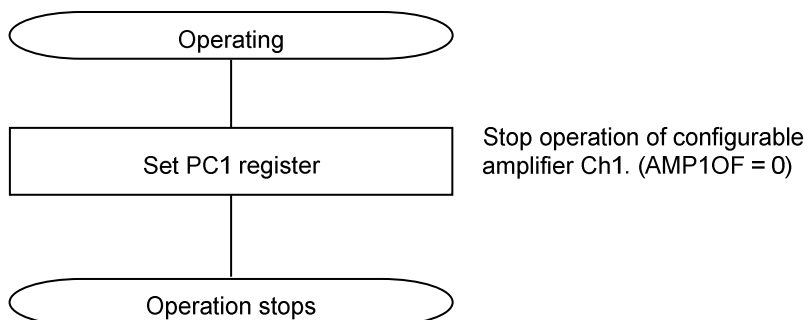 Operating
Set PC1 register
Stop operation of configurable
amplifier Ch1. (AMP1OF = 0)
Operation stops